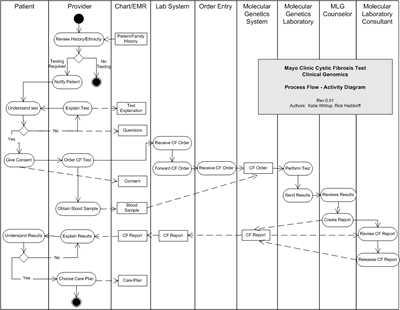 Patient Provider Chart/EMR Lab System Order Entry Molecular Genetics System Molecular Genetics Laboratory MLG Counselor Molecular Laboratory Consultant
Review History/Ethnicity
Patient/Family History
Testing Required
No Testing
Notify Patient
Mayo Clinic Cystic Fibrosis Test
Clinical Genomics
Process Flow - Activity Diagram
Rev 0.01
Authors: Kate Withup, Rick Haddorff
Understand test
Explain Test
Test Explanation
Yes
No
Questions
Receive CF Order
Give Consent
Order CF Test
Forward CF Order
Receive CF Order
CF Order
Perform Test
Consent
Send Results
Reviews Results
Obtain Blood Sample
Blood Sample
Create Report
Understand Results
Explain Results
CF Report
CF Report
CF Report
Review CF Report
No
Releases CF Report
Yes
Choose Care Plan
Care Plan